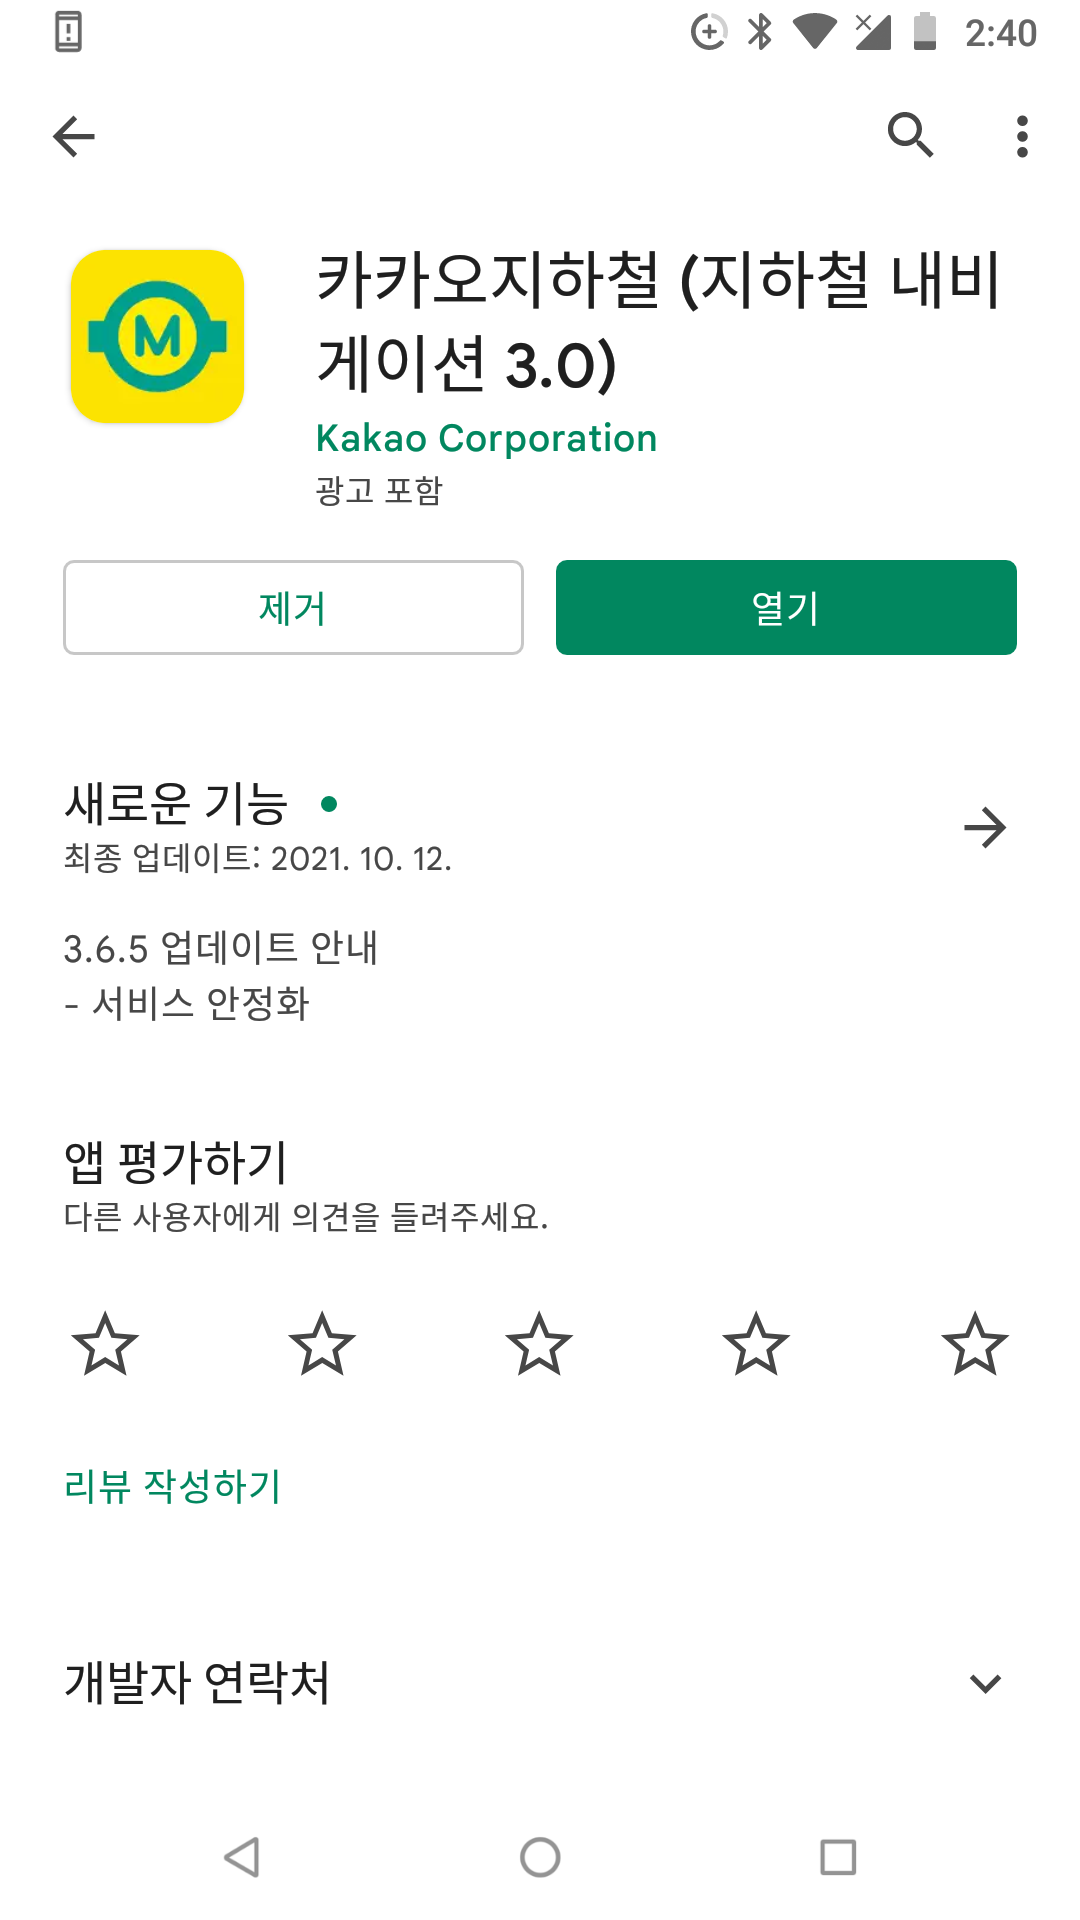 2:40
카카오지하철 (지하철 내비
게이션 3.0)
Kakao Corporation
광고 포함
제거
열기
새로운 기능
최종 업데이트: 2021. 10. 12.
3.6.5 업데이트 안내
- 서비스 안정화
앱 평가하기
다른 사용자에게 의견을 들려주세요.
리뷰 작성하기
개발자 연락처